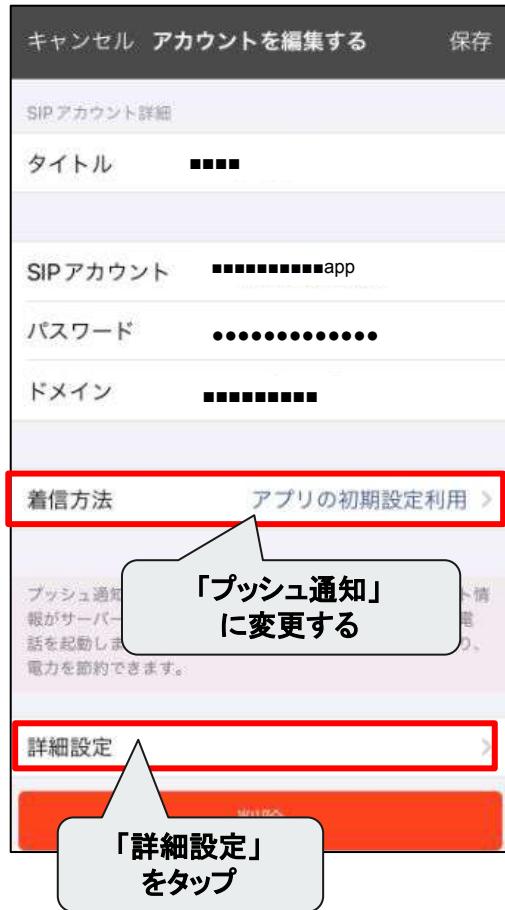 キャンセル アカウントを編集する 保存
SIPアカウント詳細
タイトル ■■■■
SIPアカウント ■■■■■■■■■■app
パスワード ●●●●●●●●●●●●●
ドメイン ■■■■■■■■■
着信方法 アプリの初期設定利用
「プッシュ通知」
に変更する
プッシュ通知 ト情
報がサーバー 電
話を起動しま り、
電力を節約できます。
詳細設定
「詳細設定」
をタップ